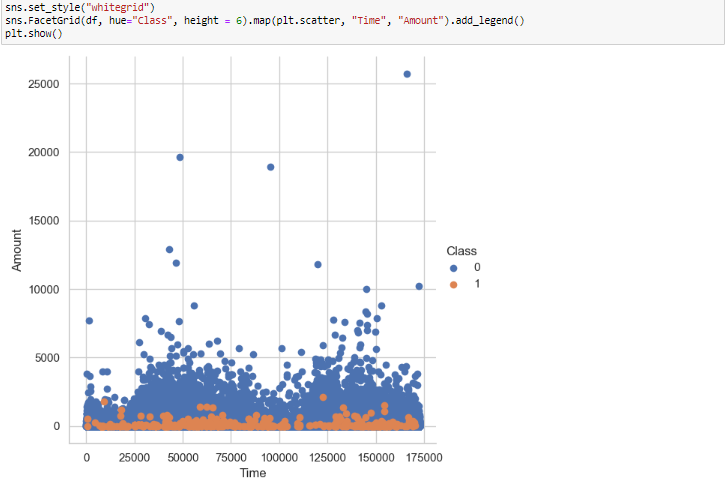 sns.set_style("whitegrid")
sns.FacetGrid(df, hue="Class", height = 6).map(plt.scatter, "Time", "Amount").add_legend()
plt.show()
25000
20000
15000
10000
5000
0
Amount
0 25000 50000 75000 100000 125000 150000 175000
Time
Class
0
1